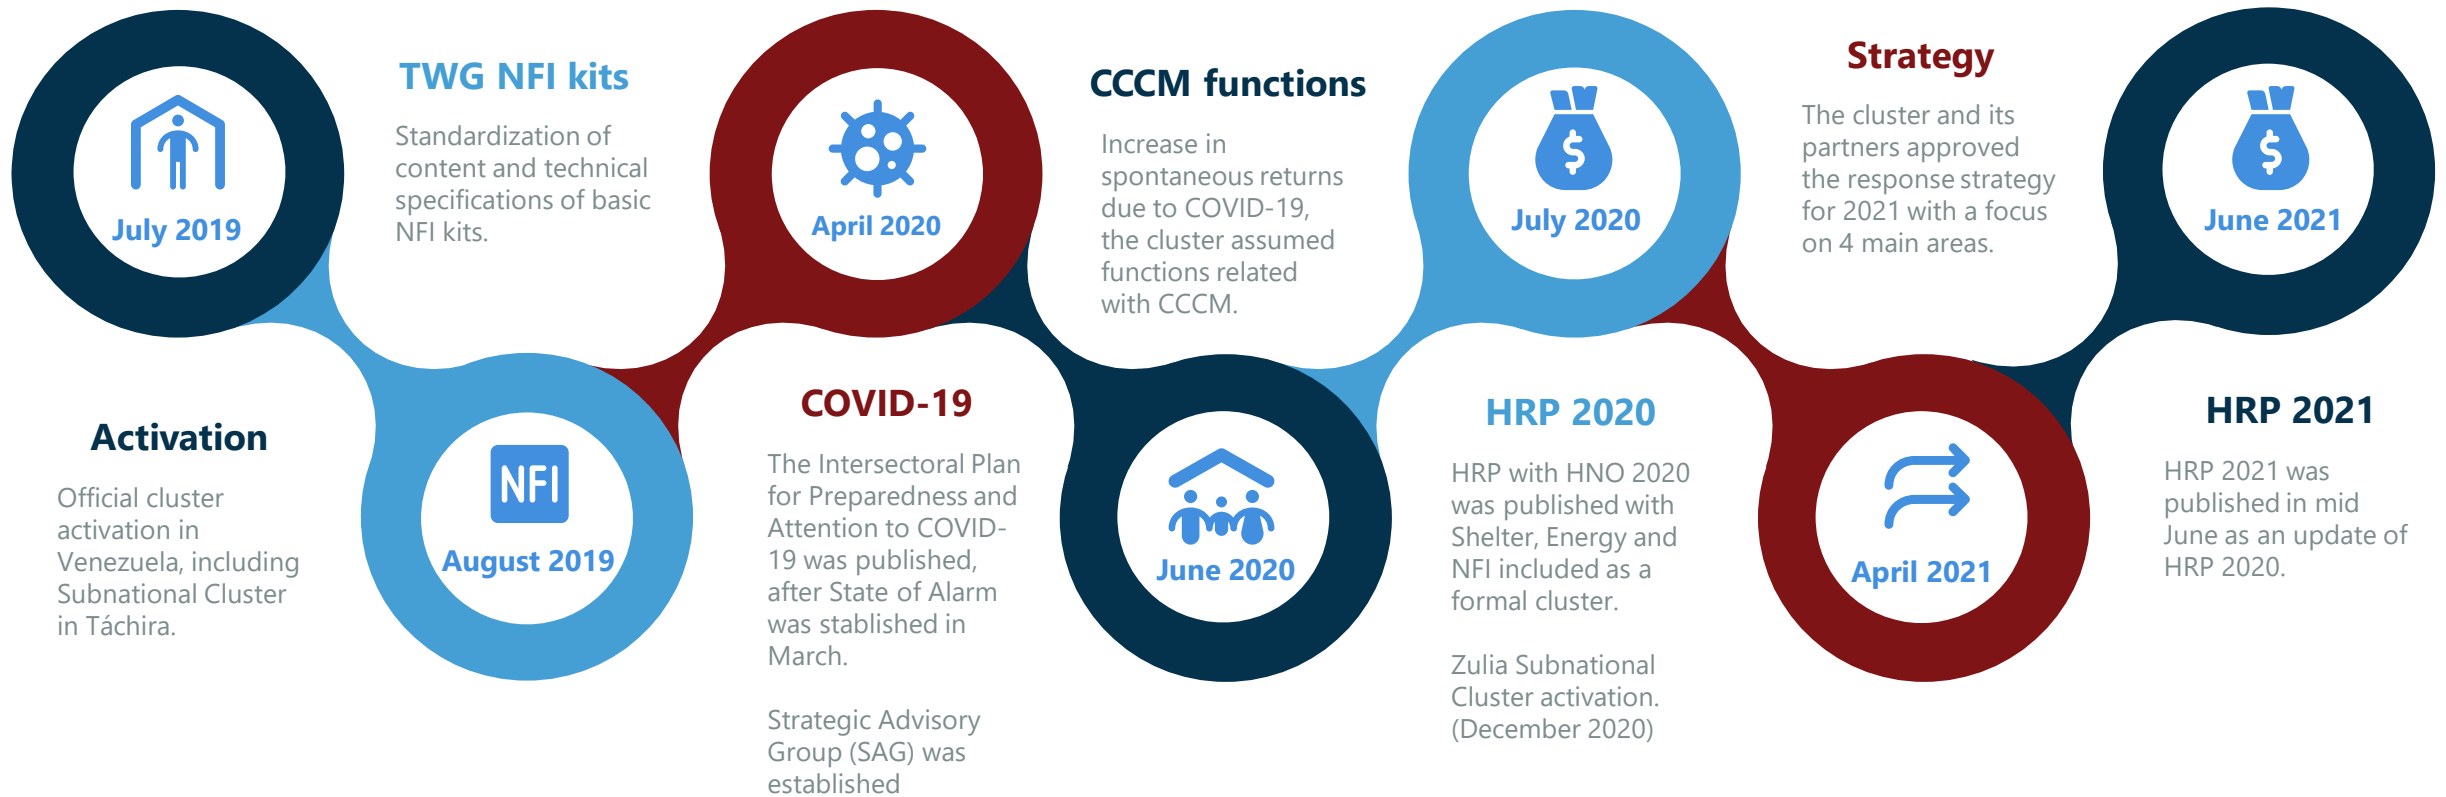 July 2019
Activation
Official cluster
activation in
Venezuela, including
Subnational Cluster
in Táchira.
TWG NFI kits
Standardization of
content and technical
specifications of basic
NFI kits.
NFI
August 2019
April 2020
COVID-19
The Intersectoral Plan
for Preparedness and
Attention to COVID-
19 was published,
after State of Alarm
was stablished in
March.
Strategic Advisory
Group (SAG) was
established
CCCM functions
Increase in
spontaneous returns
due to COVID-19,
the cluster assumed
functions related
with CCCM.
June 2020
$
July 2020
HRP 2020
HRP with HNO 2020
was published with
Shelter, Energy and
NFI included as a
formal cluster.
Zulia Subnational
Cluster activation.
(December 2020)
Strategy
The cluster and its
partners approved
the response strategy
for 2021 with a focus
on 4 main areas.
April 2021
$
June 2021
HRP 2021
HRP 2021 was
published in mid
June as an update of
HRP 2020.